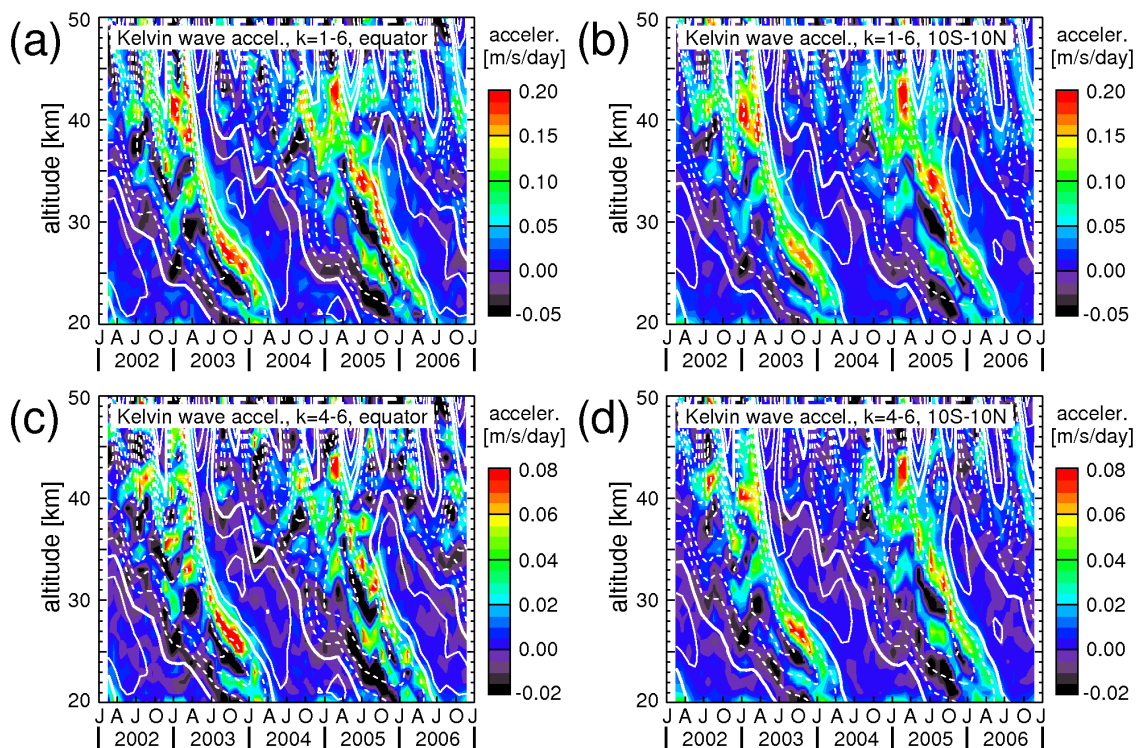 (a)
Kelvin wave accel., k=1-6, equator
acceler.
[m/s/day]
altitude [km]
50
40
30
20
0.20
0.15
0.10
0.05
0.00
-0.05
J A J O J A J O J A J O J A J O J A J O J
2002 2003 2004 2005 2006
(b)
Kelvin wave accel., k=1-6, 10S-10N
acceler.
[m/s/day]
altitude [km]
50
40
30
20
0.20
0.15
0.10
0.05
0.00
-0.05
J A J O J A J O J A J O J A J O J A J O J
2002 2003 2004 2005 2006
(c)
Kelvin wave accel., k=4-6, equator
acceler.
[m/s/day]
altitude [km]
50
40
30
20
0.08
0.06
0.04
0.02
0.00
-0.02
J A J O J A J O J A J O J A J O J A J O J
2002 2003 2004 2005 2006
(d)
Kelvin wave accel., k=4-6, 10S-10N
acceler.
[m/s/day]
altitude [km]
50
40
30
20
0.08
0.06
0.04
0.02
0.00
-0.02
J A J O J A J O J A J O J A J O J A J O J
2002 2003 2004 2005 2006